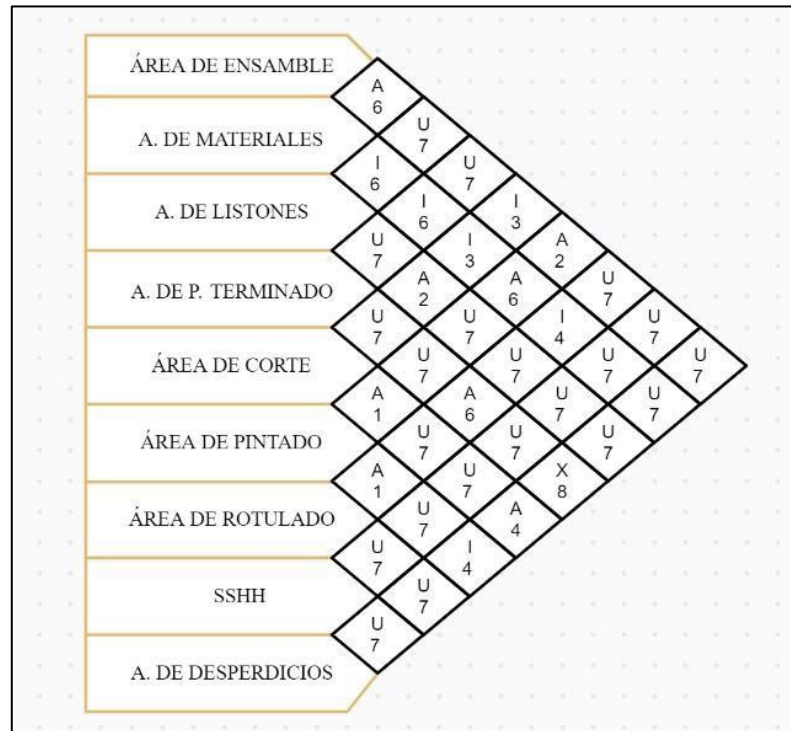 ÁREA DE ENSAMBLE
A
6
A. DE MATERIALES
U
7
I U
6 7
A. DE LISTONES
I I
6 3
U I A
7 3 2
A. DE P. TERMINADO
A A U
2 6 7
U U I U
7 7 4 7
ÁREA DE CORTE
U U U U
7 7 7 7
A A U U
1 6 7 7
ÁREA DE PINTADO
U U U
7 7 7
A U X
1 7 8
ÁREA DE ROTULADO
U A
7 4
U I
7 4
SSHH
U
7
U
7
A. DE DESPERDICIOS